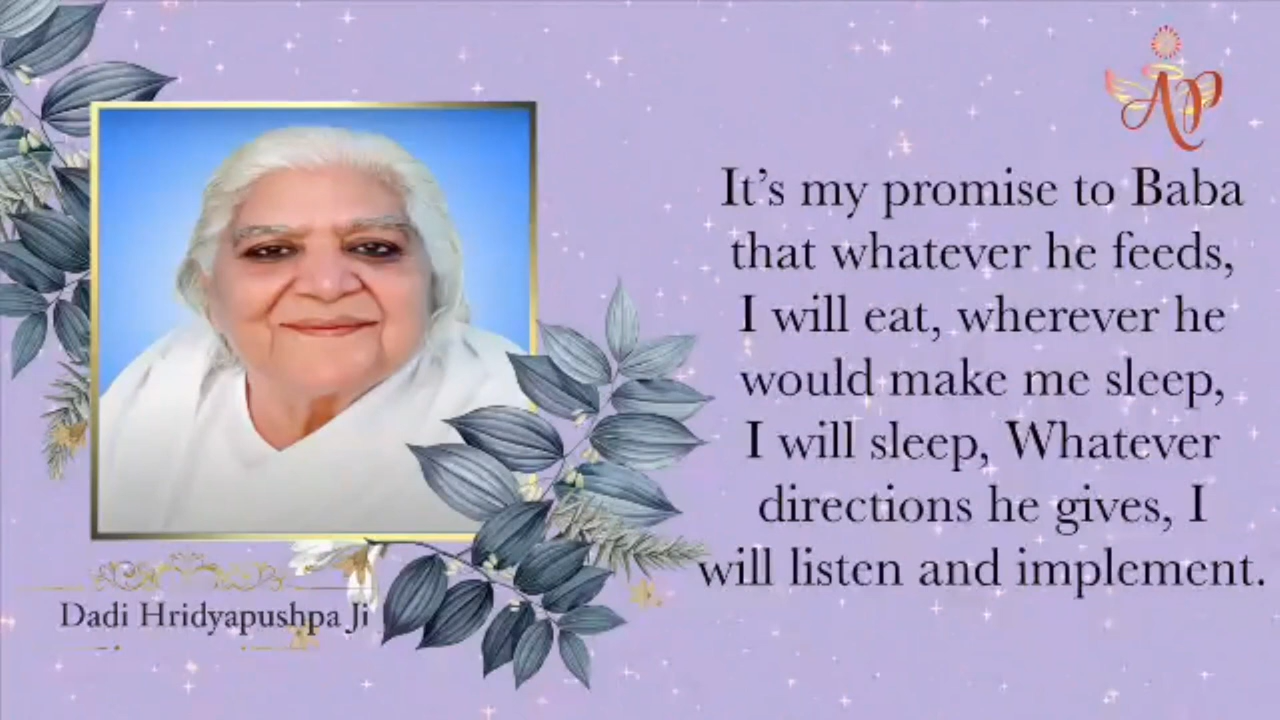 AP
It's my promise to Baba
that whatever he feeds,
I will eat, wherever he
would make me sleep,
I will sleep, Whatever
directions he gives, I
will listen and implement.
Dadi Hridyapushpa Ji